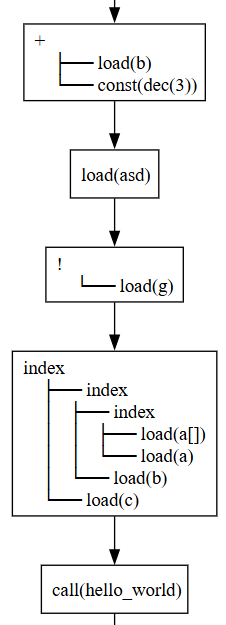 +
load(b)
const(dec(3))
load(asd)
!
load(g)
index
index
index
load(a[])
load(a)
load(b)
load(c)
call(hello_world)